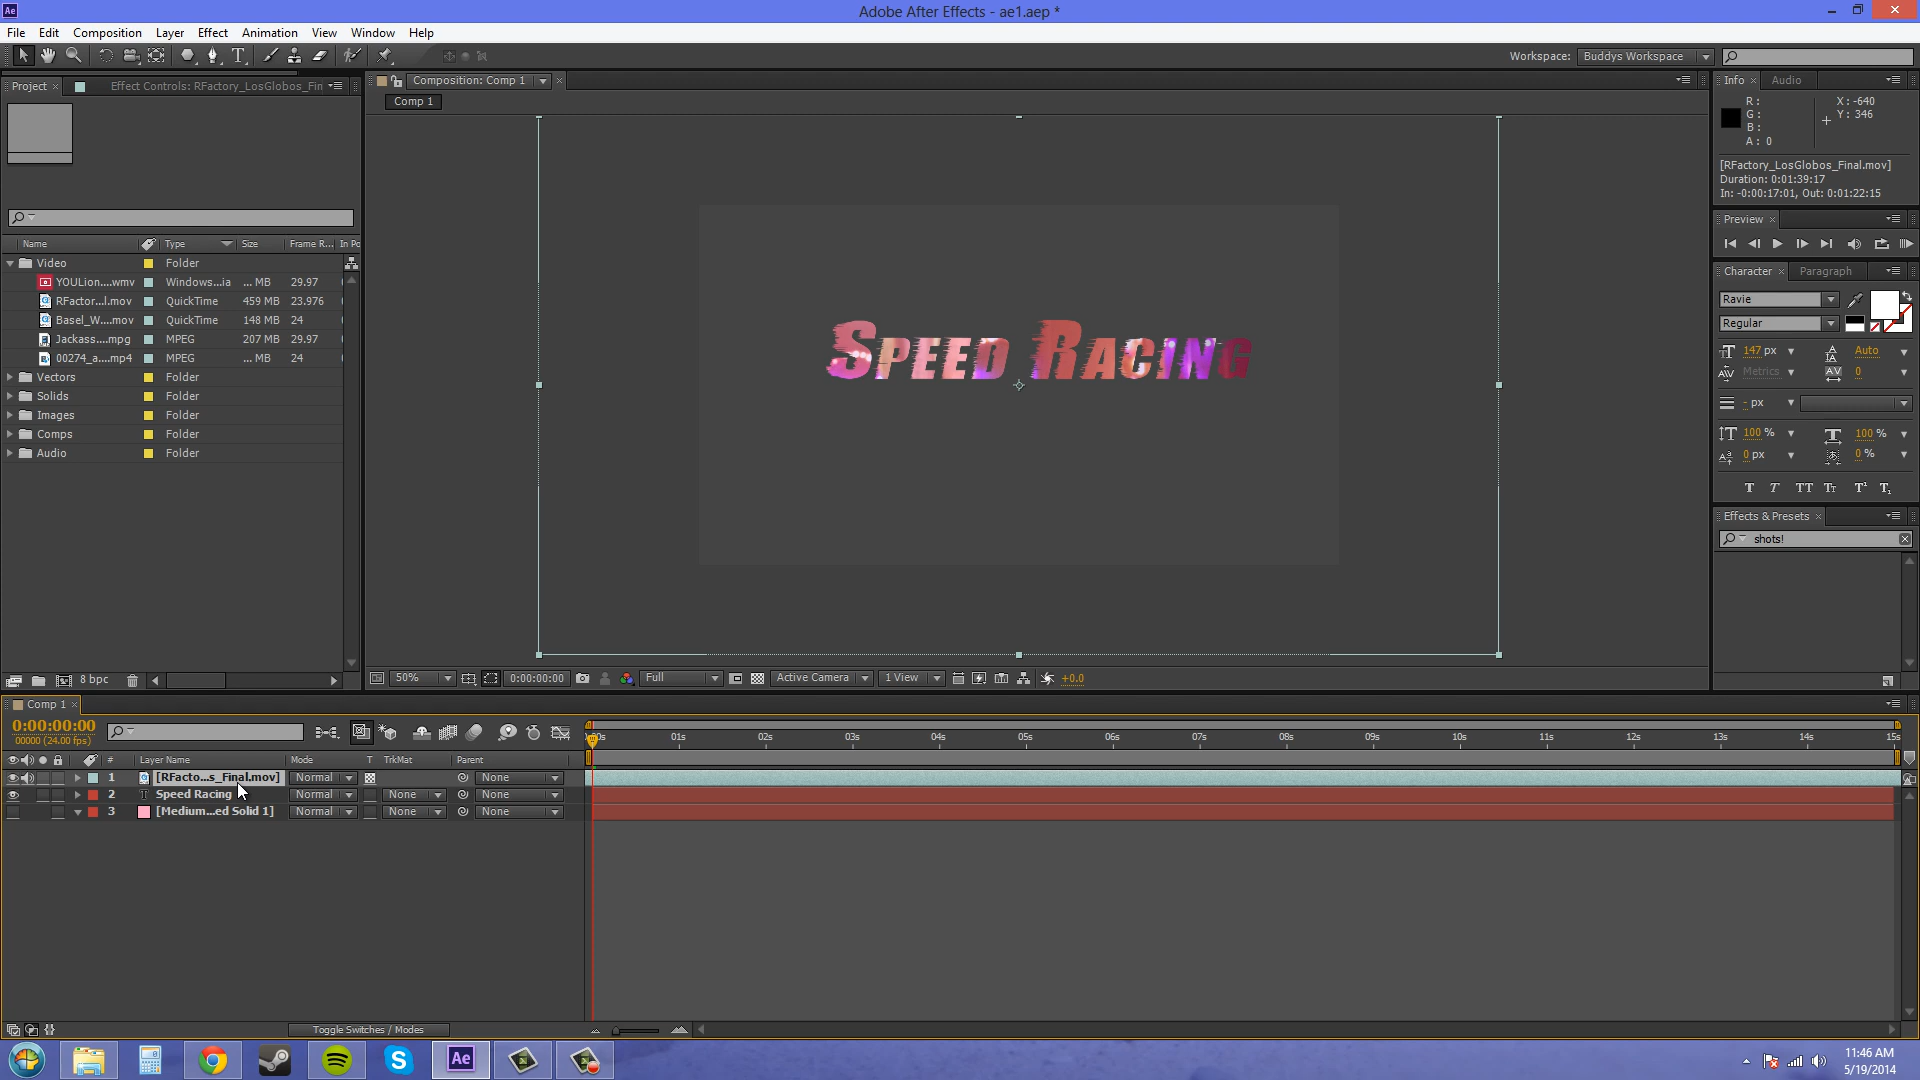 Ae
Adobe After Effects - ae1.aep *
File Edit Composition Layer Effect Animation View Window Help
Workspace: Buddys Workspace
Project × Effect Controls: RFactory_LosGlobos_Fin
Composition: Comp 1 ×
Comp 1
Info × Audio
R: X: -640
G: Y: 346
B:
A: 0
[RFactory_LosGlobos_Final.mov]
Duration: 0:01:39:17
In: -0:00:17:01, Out: 0:01:22:15
Preview ×
Character × Paragraph
Ravie
Regular
147 px Auto
Metrics 0
- px
100 % 100 %
0 px 0 %
T T TT Tt T¹ T₁
Effects & Presets ×
shots!
Name Type Size Frame R... In Po
Video Folder
YOULion....wmv Windows...ia ... MB 29.97
RFactor...l.mov QuickTime 459 MB 23.976
Basel_W....mov QuickTime 148 MB 24
Jackass....mpg MPEG 207 MB 29.97
00274_a....mp4 MPEG ... MB 24
Vectors Folder
Solids Folder
Images Folder
Comps Folder
Audio Folder
8 bpc
Speed Racing
50% 0:00:00:00 Full Active Camera 1 View +0.0
Comp 1 ×
0:00:00:00
00000 (24.00 fps)
01s 02s 03s 04s 05s 06s 07s 08s 09s 10s 11s 12s 13s 14s 15s
# Layer Name Mode T TrkMat Parent
1 [RFacto...s_Final.mov] Normal None
2 T Speed Racing Normal None None
3 [Medium...ed Solid 1] Normal None None
Toggle Switches / Modes
Ae
11:46 AM
5/19/2014